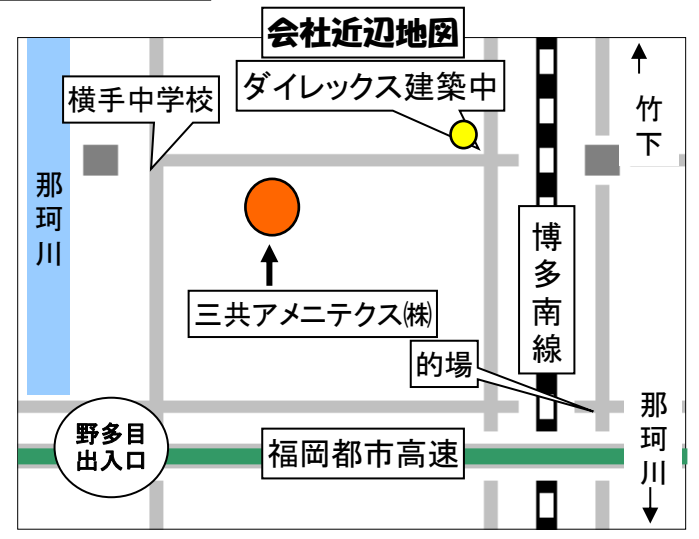 会社近辺地図
ダイレックス建築中
横手中学校
竹下
那珂川
博多南線
三共アメニテクス㈱
的場
野多目
出入口
福岡都市高速
那珂川